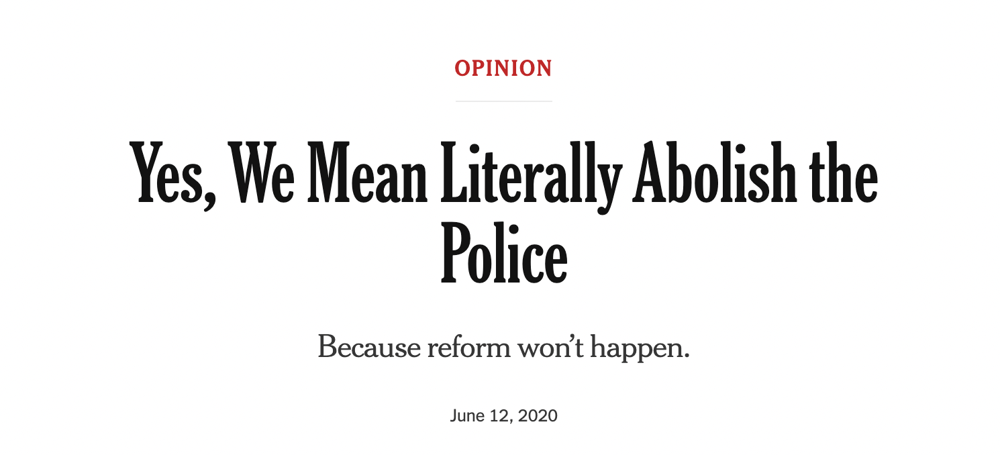 OPINION
Yes, We Mean Literally Abolish the
Police
Because reform won’t happen.
June 12, 2020